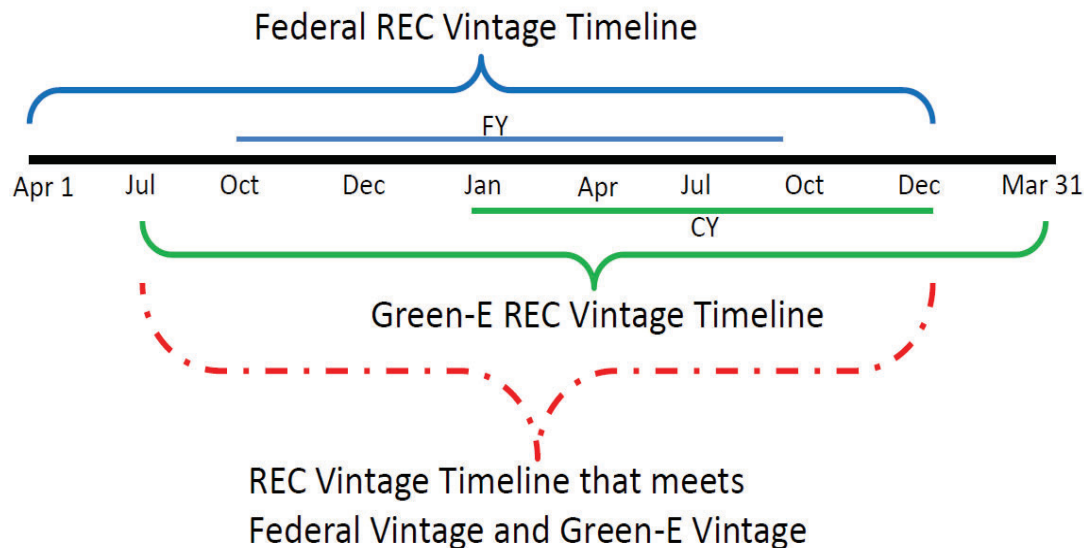 Federal REC Vintage Timeline
FY
Apr 1 Jul Oct Dec Jan Apr Jul Oct Dec Mar 31
CY
Green-E REC Vintage Timeline
REC Vintage Timeline that meets
Federal Vintage and Green-E Vintage